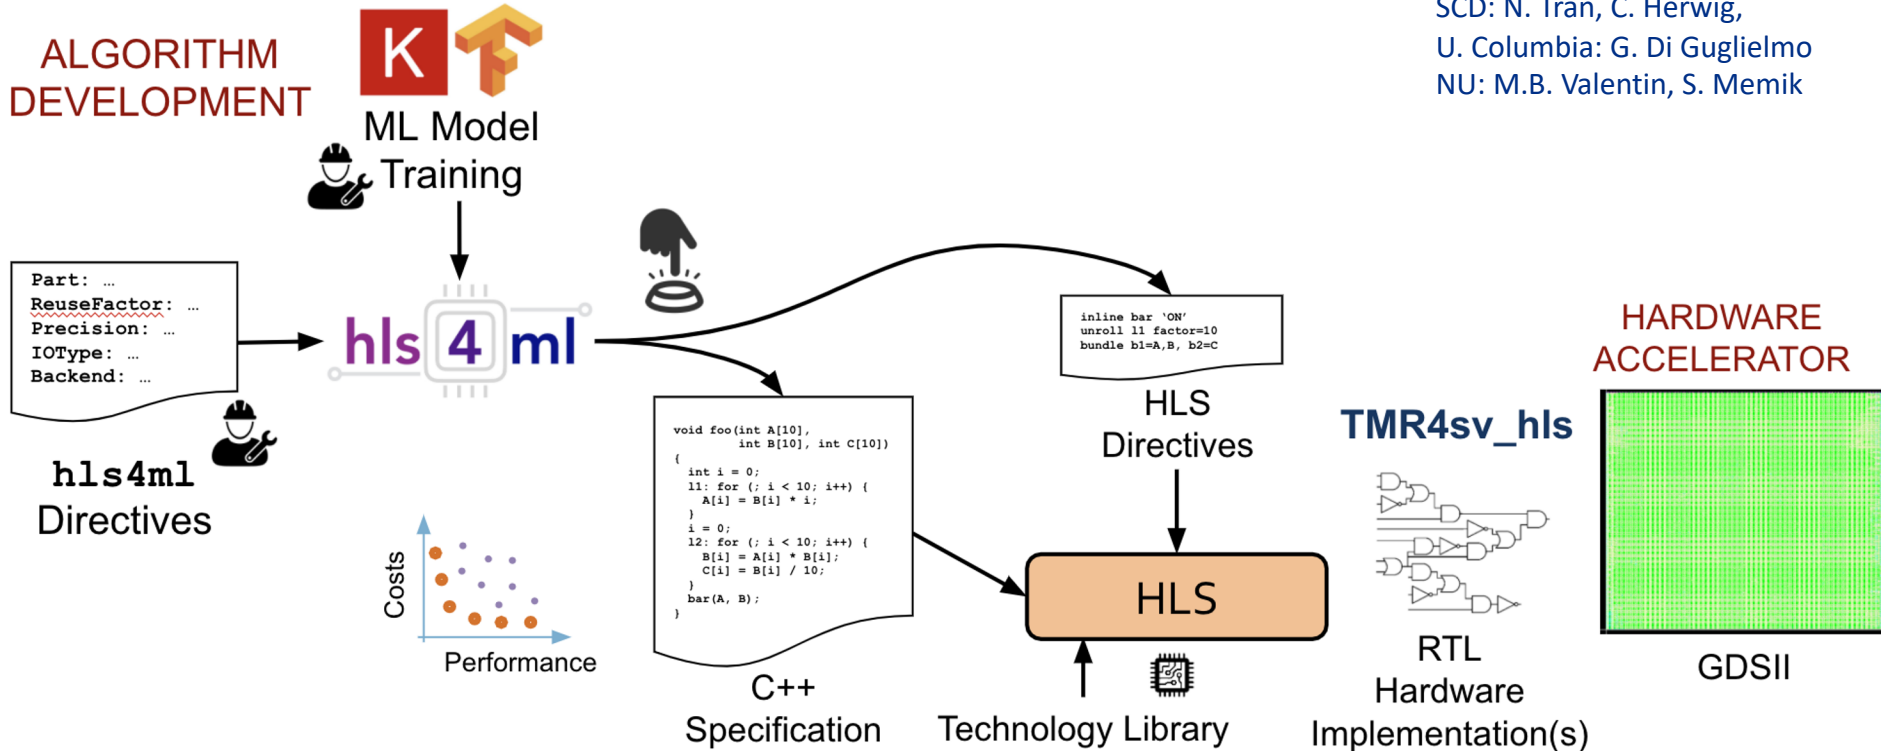 SCD: N. Tran, C. Herwig,
U. Columbia: G. Di Guglielmo
NU: M.B. Valentin, S. Memik
ALGORITHM
DEVELOPMENT
K
ML Model
Training
Part: …
ReuseFactor: …
Precision: …
IOType: …
Backend: …
hls4ml
Directives
hls 4 ml
Costs
Performance
void foo(int A[10],
int B[10], int C[10])
{
int i = 0;
l1: for (; i < 10; i++) {
A[i] = B[i] * i;
}
i = 0;
l2: for (; i < 10; i++) {
B[i] = A[i] * B[i];
C[i] = B[i] / 10;
}
bar(A, B);
}
C++
Specification
inline bar ‘ON’
unroll l1 factor=10
bundle b1=A,B, b2=C
HLS
Directives
HLS
Technology Library
TMR4sv_hls
RTL
Hardware
Implementation(s)
HARDWARE
ACCELERATOR
GDSII